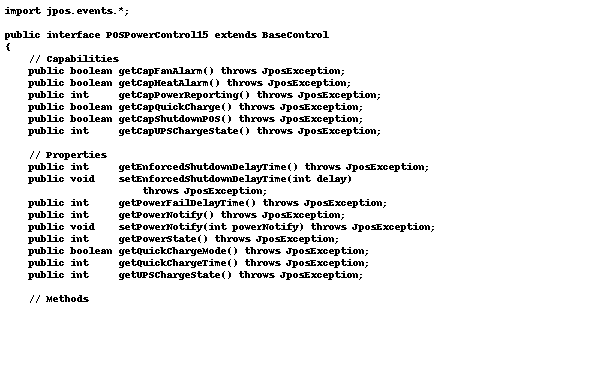 import jpos.events.*;

public interface POSPowerControl15 extends BaseControl
{
    // Capabilities
    public boolean getCapFanAlarm() throws JposException;
    public boolean getCapHeatAlarm() throws JposException;
    public int     getCapPowerReporting() throws JposException;
    public boolean getCapQuickCharge() throws JposException;
    public boolean getCapShutdownPOS() throws JposException;
    public int     getCapUPSChargeState() throws JposException;

    // Properties
    public int     getEnforcedShutdownDelayTime() throws JposException;
    public void    setEnforcedShutdownDelayTime(int delay)
                       throws JposException;
    public int     getPowerFailDelayTime() throws JposException;
    public int     getPowerNotify() throws JposException;
    public void    setPowerNotify(int powerNotify) throws JposException;
    public int     getPowerState() throws JposException;
    public boolean getQuickChargeMode() throws JposException;
    public int     getQuickChargeTime() throws JposException;
    public int     getUPSChargeState() throws JposException;

    // Methods